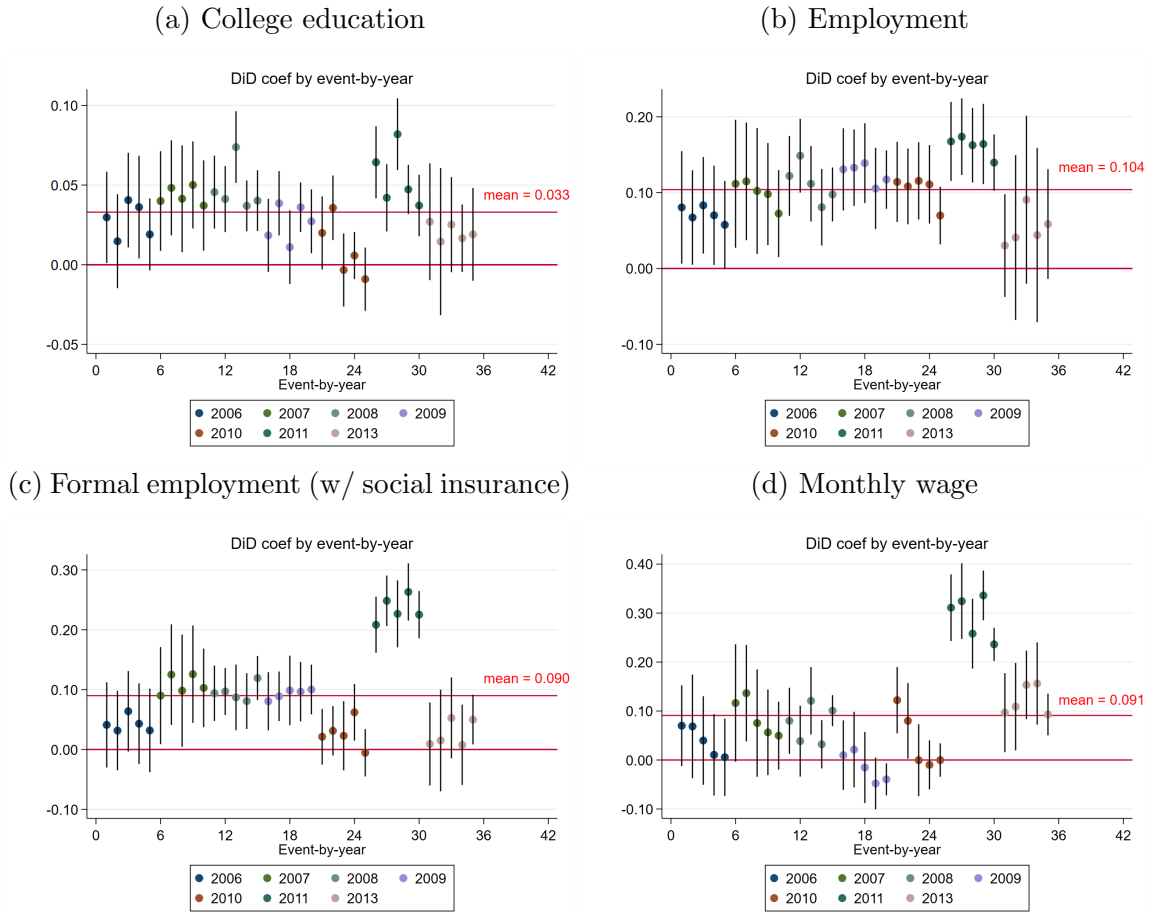 (a) College education
DiD coef by event-by-year
0.10
0.05
0.00
-0.05
mean = 0.033
0 6 12 18 24 30 36 42
Event-by-year
2006 2007 2008 2009
2010 2011 2013
(b) Employment
DiD coef by event-by-year
0.20
0.10
0.00
-0.10
mean = 0.104
0 6 12 18 24 30 36 42
Event-by-year
2006 2007 2008 2009
2010 2011 2013
(c) Formal employment (w/ social insurance)
DiD coef by event-by-year
0.30
0.20
0.10
0.00
-0.10
mean = 0.090
0 6 12 18 24 30 36 42
Event-by-year
2006 2007 2008 2009
2010 2011 2013
(d) Monthly wage
DiD coef by event-by-year
0.40
0.30
0.20
0.10
0.00
-0.10
mean = 0.091
0 6 12 18 24 30 36 42
Event-by-year
2006 2007 2008 2009
2010 2011 2013